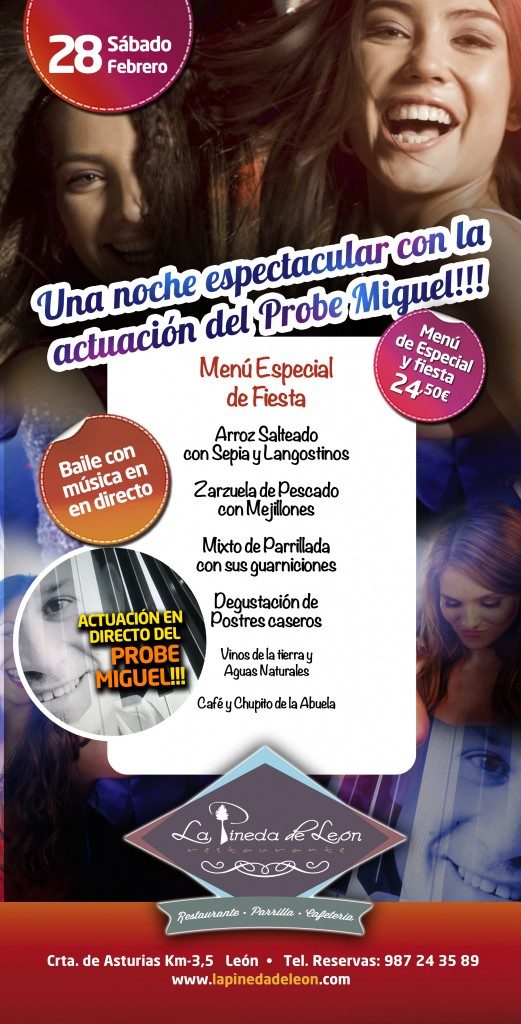 28 Sábado
Febrero
Una noche espectacular con la
actuación del Probe Miguel!!!
Menú
de Especial
y fiesta
24,50€
Menú Especial
de Fiesta
Arroz Salteado
con Sepia y Langostinos
Zarzuela de Pescado
con Mejillones
Mixto de Parrillada
con sus guarniciones
Degustación de
Postres caseros
Vinos de la tierra y
Aguas Naturales
Café y Chupito de la Abuela
Baile con
música en
en directo
ACTUACIÓN EN
DIRECTO DEL
PROBE
MIGUEL!!!
La Pineda de León
restaurante
Restaurante • Parrilla • Cafetería
Crta. de Asturias Km-3,5 León • Tel. Reservas: 987 24 35 89
www.lapinedadeleon.com